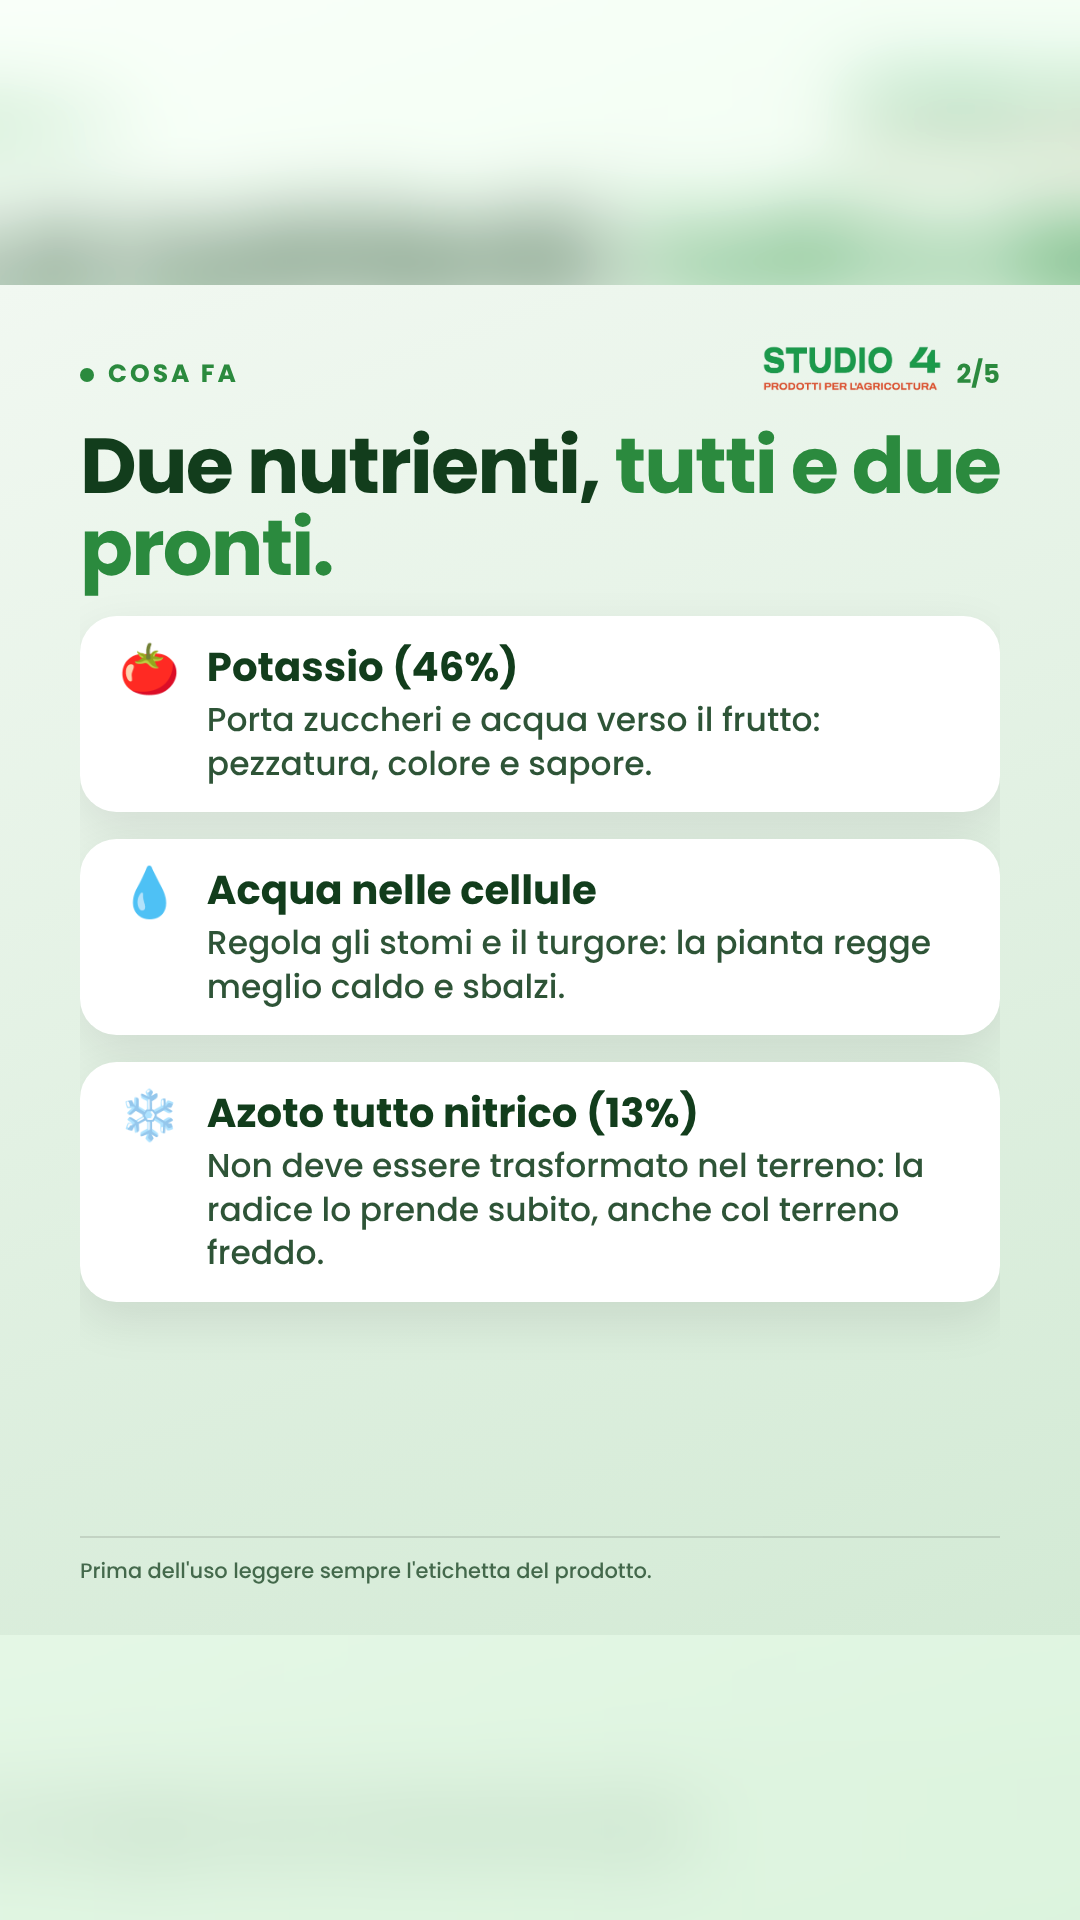 COSA FA
STUDIO 4
PRODOTTI PER L'AGRICOLTURA
2/5
Due nutrienti, tutti e due
pronti.
Potassio (46%)
Porta zuccheri e acqua verso il frutto:
pezzatura, colore e sapore.
Acqua nelle cellule
Regola gli stomi e il turgore: la pianta regge
meglio caldo e sbalzi.
Azoto tutto nitrico (13%)
Non deve essere trasformato nel terreno: la
radice lo prende subito, anche col terreno
freddo.
Prima dell'uso leggere sempre l'etichetta del prodotto.